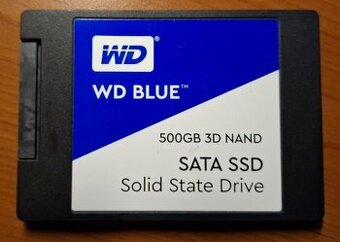 WD
WD BLUE™
500GB 3D NAND
SATA SSD
Solid State Drive